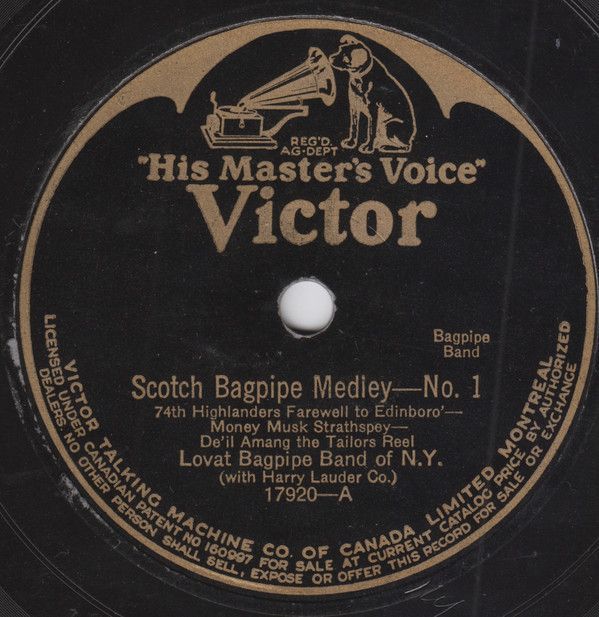 REG'D.
AG-DEPT
"His Master's Voice"
Victor
Bagpipe
Band
Scotch Bagpipe Medley—No. 1
74th Highlanders Farewell to Edinboro'—
Money Musk Strathspey—
De'il Amang the Tailors Reel
Lovat Bagpipe Band of N.Y.
(with Harry Lauder Co.)
17920—A
VICTOR TALKING MACHINE CO. OF CANADA LIMITED, MONTREAL
LICENSED UNDER CANADIAN PATENT NO 160997 FOR SALE AT CURRENT CATALOG PRICE BY AUTHORIZED
DEALERS. NO OTHER PERSON SHALL SELL, EXPOSE OR OFFER THIS RECORD FOR SALE OR EXCHANGE